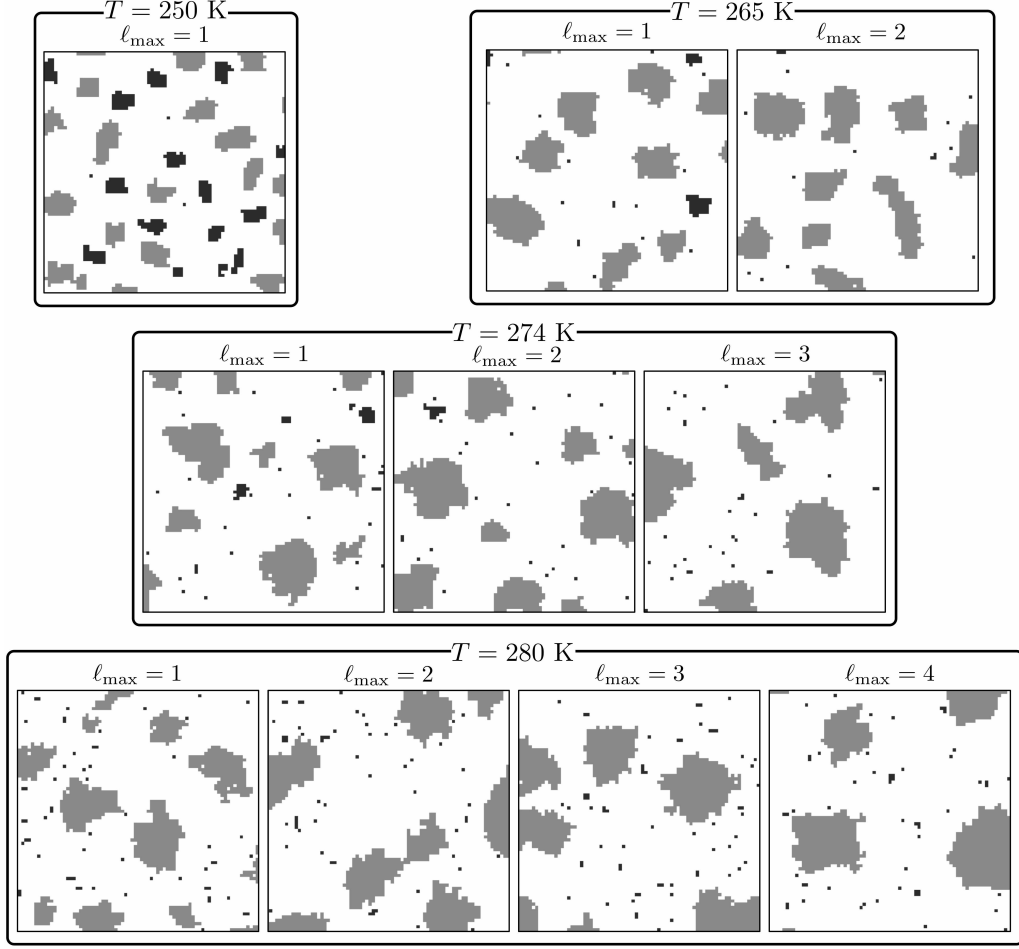 T = 250 K
ℓmax = 1
T = 265 K
ℓmax = 1
ℓmax = 2
T = 274 K
ℓmax = 1
ℓmax = 2
ℓmax = 3
T = 280 K
ℓmax = 1
ℓmax = 2
ℓmax = 3
ℓmax = 4